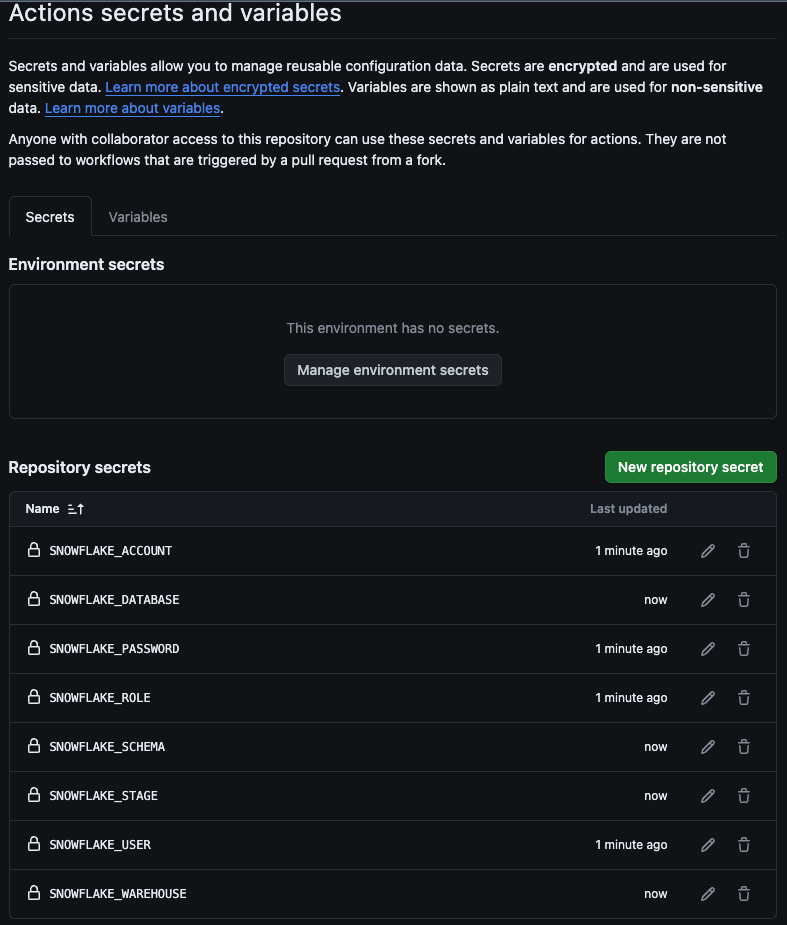 Actions secrets and variables
Secrets and variables allow you to manage reusable configuration data. Secrets are encrypted and are used for
sensitive data. Learn more about encrypted secrets. Variables are shown as plain text and are used for non-sensitive
data. Learn more about variables.
Anyone with collaborator access to this repository can use these secrets and variables for actions. They are not
passed to workflows that are triggered by a pull request from a fork.
Secrets Variables
Environment secrets
This environment has no secrets.
Manage environment secrets
Repository secrets New repository secret
Name Last updated
SNOWFLAKE_ACCOUNT 1 minute ago
SNOWFLAKE_DATABASE now
SNOWFLAKE_PASSWORD 1 minute ago
SNOWFLAKE_ROLE 1 minute ago
SNOWFLAKE_SCHEMA now
SNOWFLAKE_STAGE now
SNOWFLAKE_USER 1 minute ago
SNOWFLAKE_WAREHOUSE now